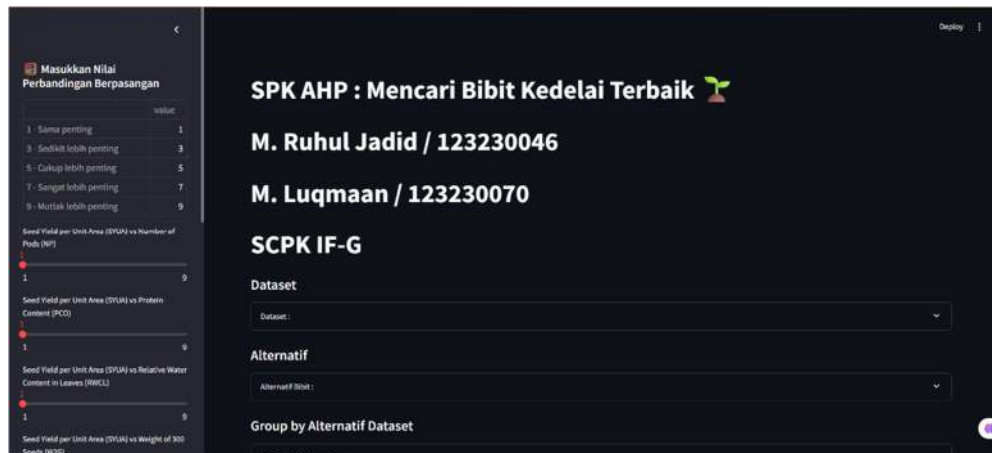 Deploy
Masukkan Nilai
Perbandingan Berpasangan
value
1 - Sama penting 1
3 - Sedikit lebih penting 3
5 - Cukup lebih penting 5
7 - Sangat lebih penting 7
9 - Mutlak lebih penting 9
Seed Yield per Unit Area (SYUA) vs Number of
Pods (NP)
1
1 9
Seed Yield per Unit Area (SYUA) vs Protein
Content (PCO)
1
1 9
Seed Yield per Unit Area (SYUA) vs Relative Water
Content in Leaves (RWCL)
1
1 9
Seed Yield per Unit Area (SYUA) vs Weight of 300
SPK AHP : Mencari Bibit Kedelai Terbaik
M. Ruhul Jadid / 123230046
M. Luqmaan / 123230070
SCPK IF-G
Dataset
Dataset :
Alternatif
Alternatif Bibit :
Group by Alternatif Dataset